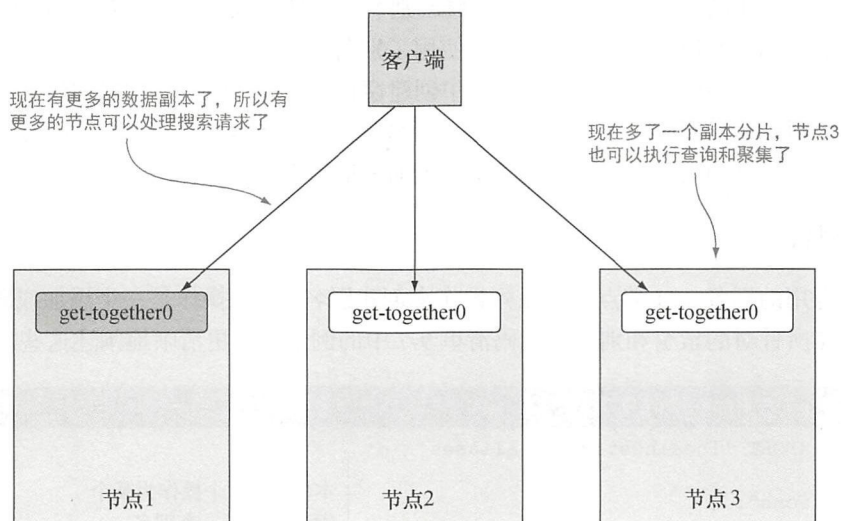 客户端
现在有更多的数据副本了，所以有
更多的节点可以处理搜索请求了
现在多了一个副本分片，节点3
也可以执行查询和聚集了
get-together0
get-together0
get-together0
节点1
节点2
节点3